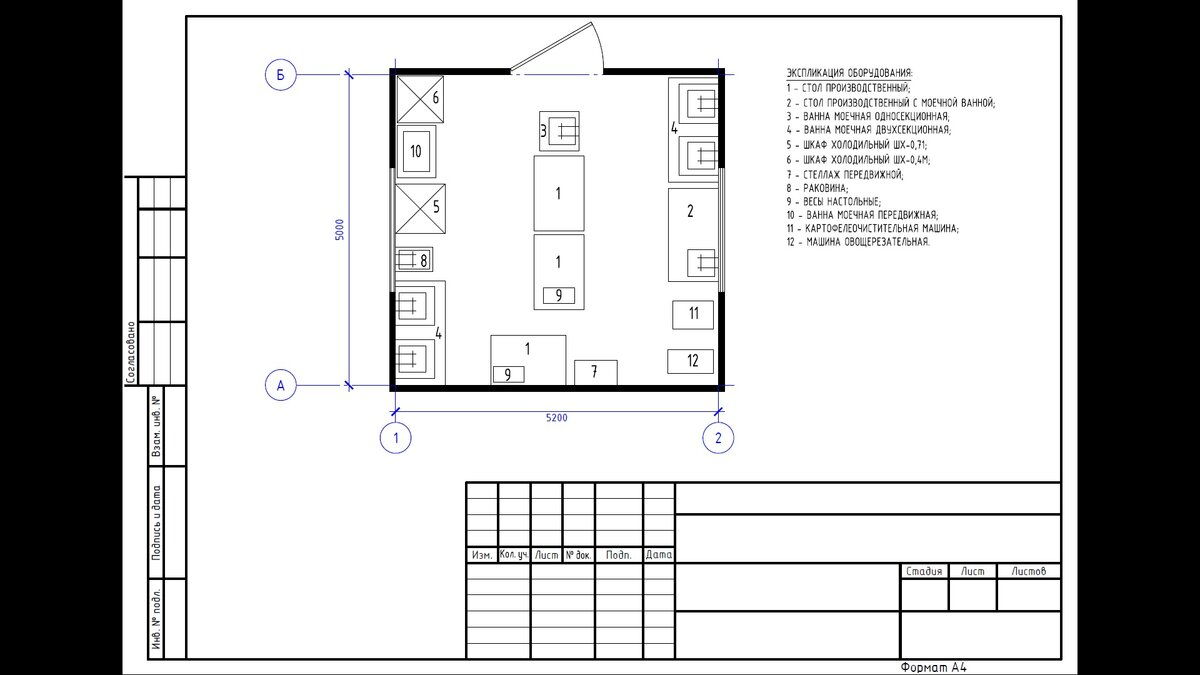 Б
ЭКСПЛИКАЦИЯ ОБОРУДОВАНИЯ:
1 - СТОЛ ПРОИЗВОДСТВЕННЫЙ;
2 - СТОЛ ПРОИЗВОДСТВЕННЫЙ С МОЕЧНОЙ ВАННОЙ;
3 - ВАННА МОЕЧНАЯ ОДНОСЕКЦИОННАЯ;
4 - ВАННА МОЕЧНАЯ ДВУХСЕКЦИОННАЯ;
5 - ШКАФ ХОЛОДИЛЬНЫЙ ШХ-0,71;
6 - ШКАФ ХОЛОДИЛЬНЫЙ ШХ-0,4М;
7 - СТЕЛЛАЖ ПЕРЕДВИЖНОЙ;
8 - РАКОВИНА;
9 - ВЕСЫ НАСТОЛЬНЫЕ;
10 - ВАННА МОЕЧНАЯ ПЕРЕДВИЖНАЯ;
11 - КАРТОФЕЛЕОЧИСТИТЕЛЬНАЯ МАШИНА;
12 - МАШИНА ОВОЩЕРЕЗАТЕЛЬНАЯ.
6
3
4
10
1
5
2
5000
8
1
9
11
4
1
12
9
7
А
5200
1
2
Согласовано
Взам. инв. №
Подпись и дата
Инв. № подл.
Изм.
Кол. уч.
Лист
№ док.
Подп.
Дата
Стадия
Лист
Листов
Формат А4